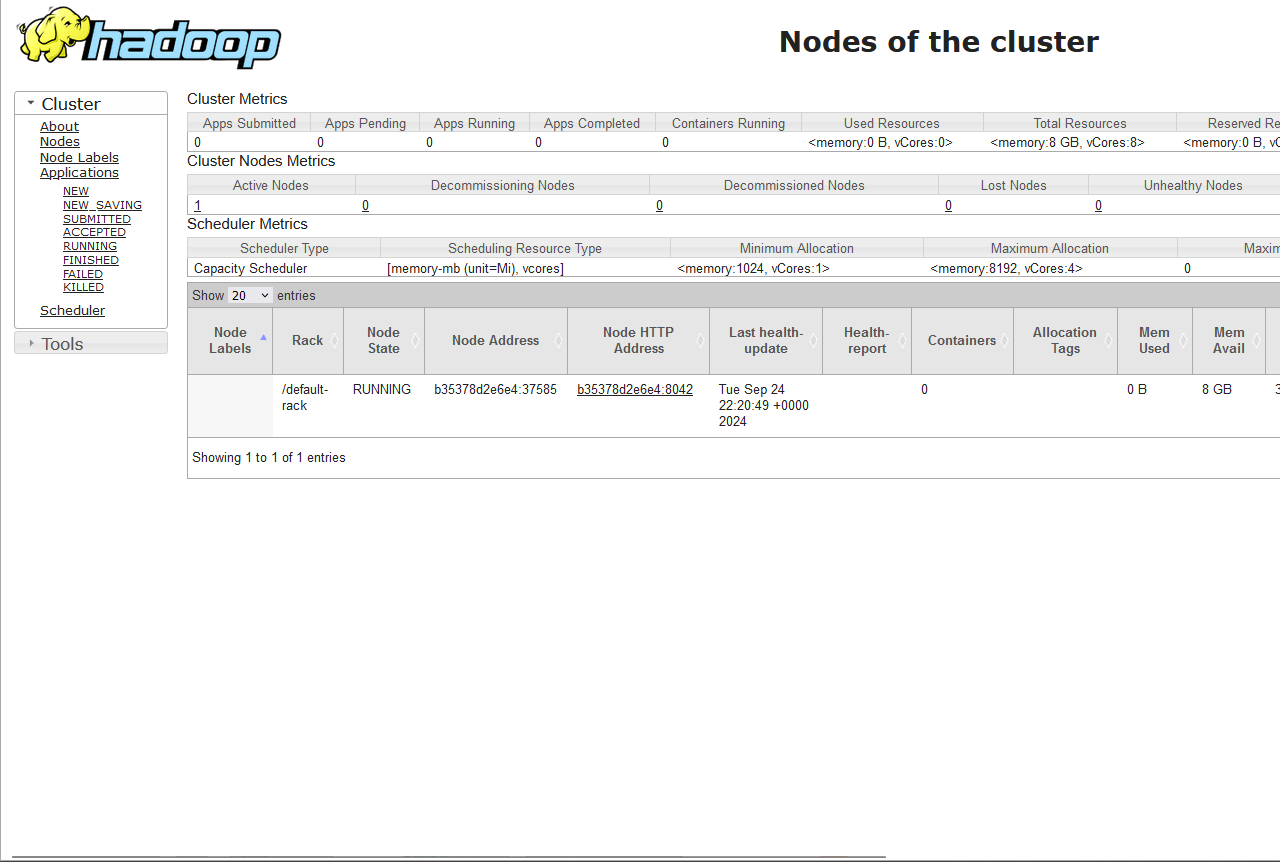 hadoop
Nodes of the cluster
Cluster
About
Nodes
Node Labels
Applications
NEW
NEW_SAVING
SUBMITTED
ACCEPTED
RUNNING
FINISHED
FAILED
KILLED
Scheduler
Tools
Cluster Metrics
Apps Submitted Apps Pending Apps Running Apps Completed Containers Running Used Resources Total Resources Reserved Re
0 0 0 0 0 <memory:0 B, vCores:0> <memory:8 GB, vCores:8> <memory:0 B, vC
Cluster Nodes Metrics
Active Nodes Decommissioning Nodes Decommissioned Nodes Lost Nodes Unhealthy Nodes
1 0 0 0 0
Scheduler Metrics
Scheduler Type Scheduling Resource Type Minimum Allocation Maximum Allocation Maxim
Capacity Scheduler [memory-mb (unit=Mi), vcores] <memory:1024, vCores:1> <memory:8192, vCores:4> 0
Show 20 entries
Node Labels Rack Node State Node Address Node HTTP Address Last health-update Health-report Containers Allocation Tags Mem Used Mem Avail
/default-rack RUNNING b35378d2e6e4:37585 b35378d2e6e4:8042 Tue Sep 24 22:20:49 +0000 2024 0 0 B 8 GB
Showing 1 to 1 of 1 entries